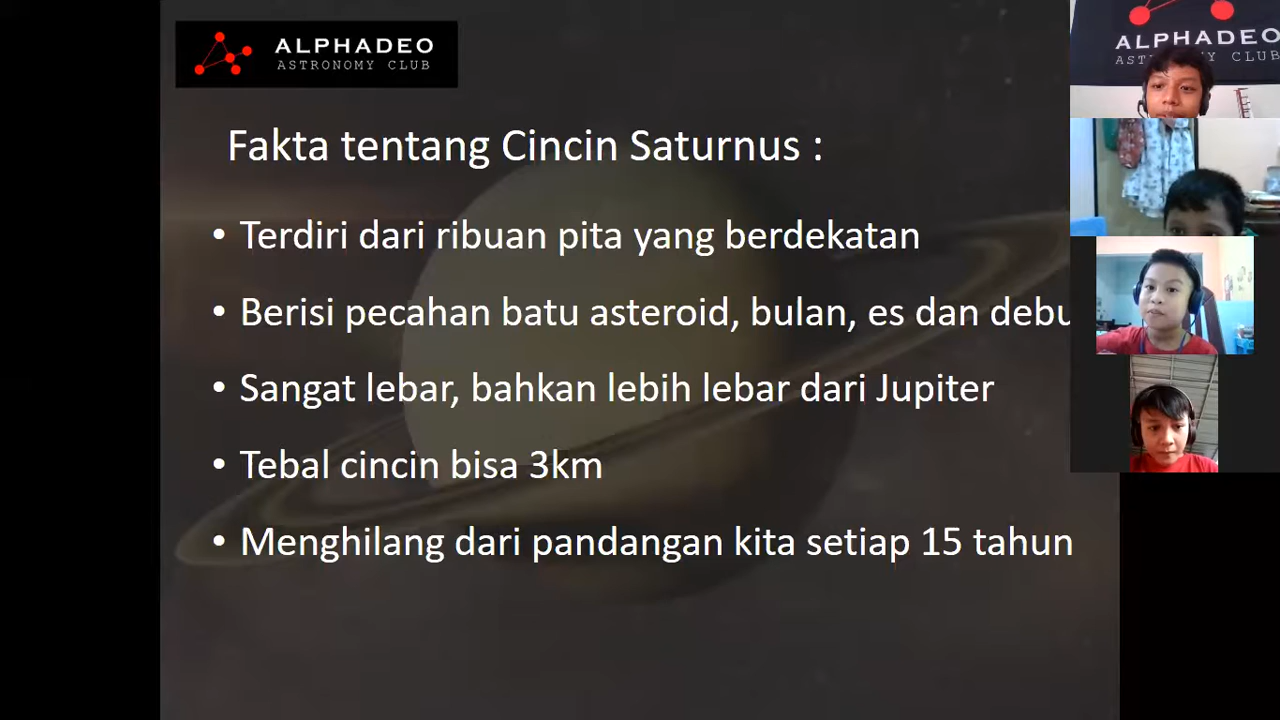 ALPHADEO
ASTRONOMY CLUB
Fakta tentang Cincin Saturnus :
• Terdiri dari ribuan pita yang berdekatan
• Berisi pecahan batu asteroid, bulan, es dan debu
• Sangat lebar, bahkan lebih lebar dari Jupiter
• Tebal cincin bisa 3km
• Menghilang dari pandangan kita setiap 15 tahun
ALPHADEO
CLUB